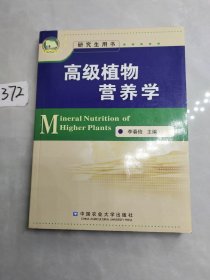 研究生用书
高级植物
营养学
Mineral Nutrition of
Higher Plants
李春俭 主编
372
中国农业大学出版社